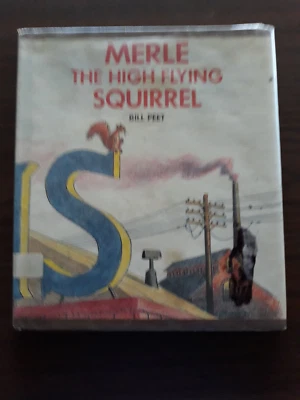 MERLE
THE HIGH FLYING
SQUIRREL
BILL PEET
S